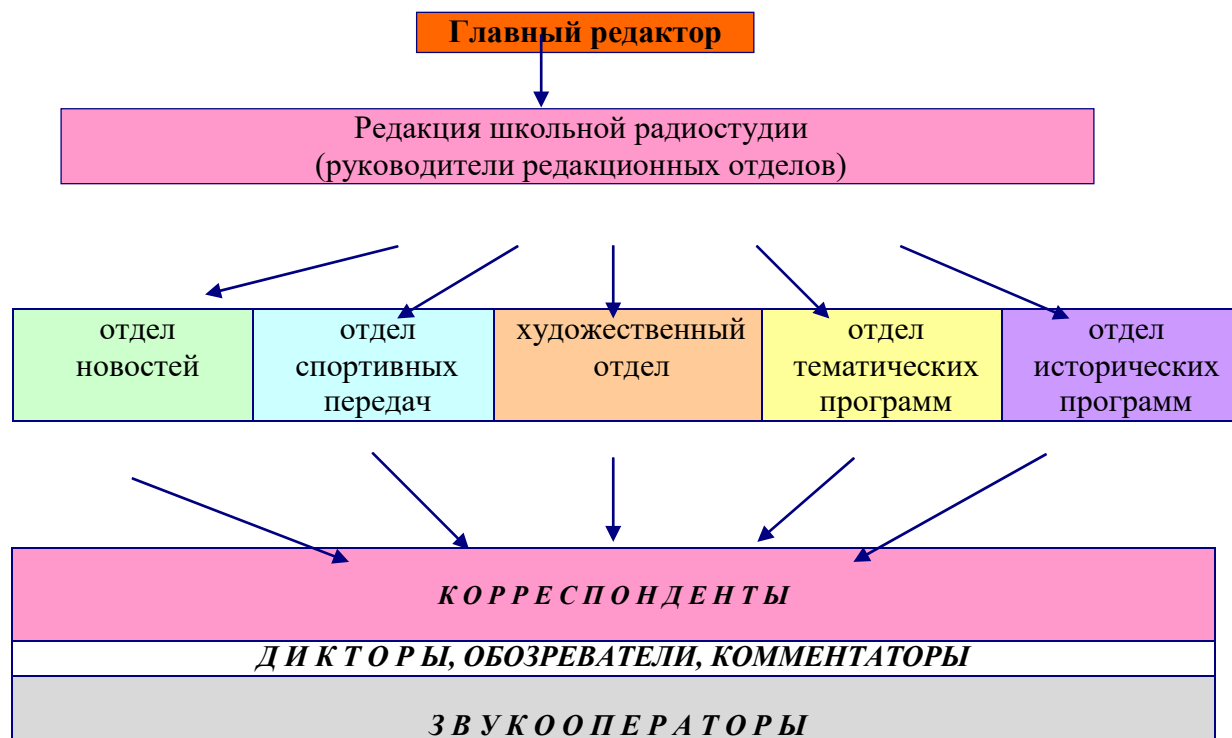 Главный редактор
Редакция школьной радиостудии
(руководители редакционных отделов)
отдел
новостей
отдел
спортивных
передач
художественный
отдел
отдел
тематических
программ
отдел
исторических
программ
К О Р Р Е С П О Н Д Е Н Т Ы
Д И К Т О Р Ы, ОБОЗРЕВАТЕЛИ, КОММЕНТАТОРЫ
З В У К О О П Е Р А Т О Р Ы